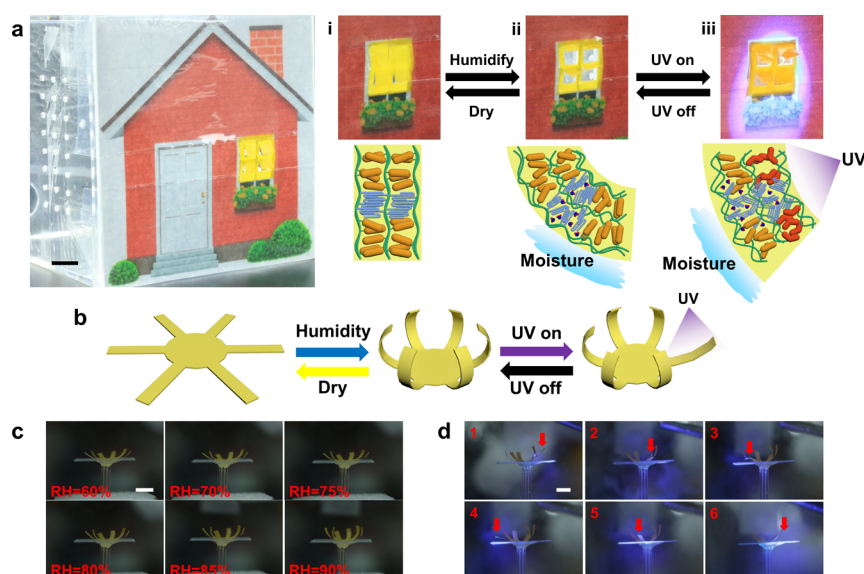 a
i
ii
iii
Humidify
Dry
UV on
UV off
UV
Moisture
Moisture
b
Humidity
Dry
UV on
UV off
UV
c
RH=60%
RH=70%
RH=75%
RH=80%
RH=85%
RH=90%
d
1
2
3
4
5
6